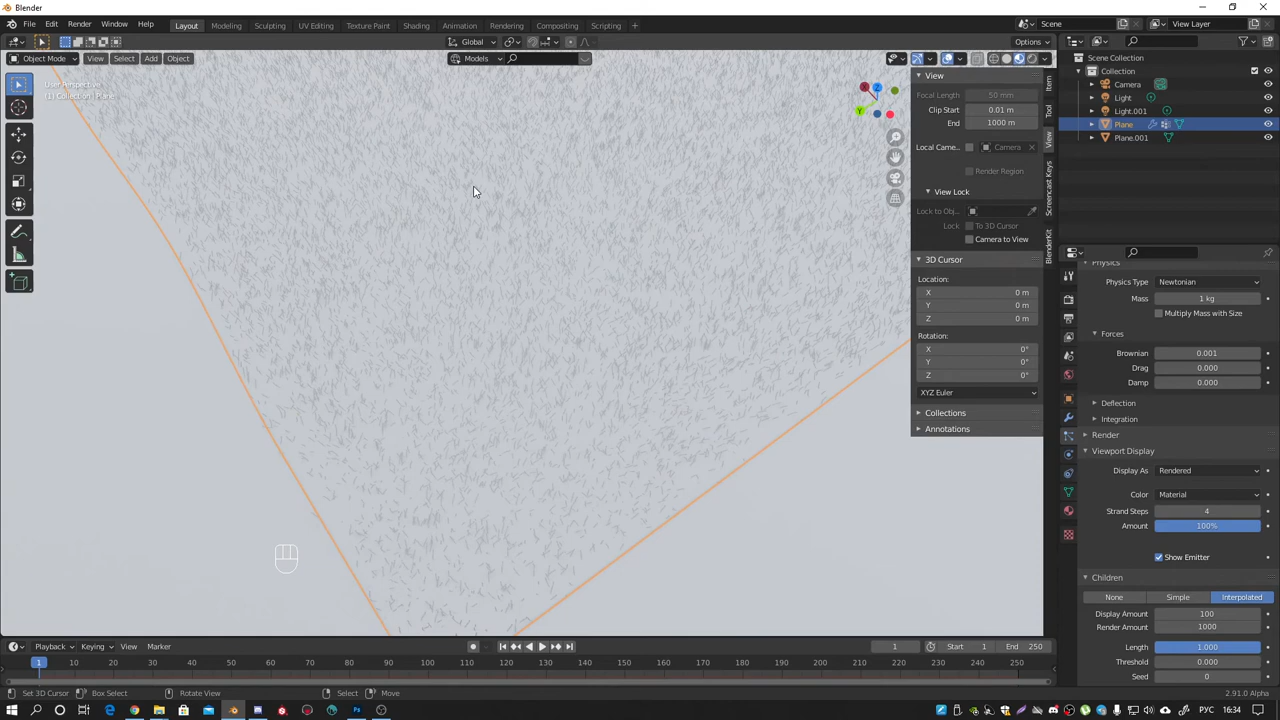 Blender
File Edit Render Window Help
Layout Modeling Sculpting UV Editing Texture Paint Shading Animation Rendering Compositing Scripting +
Scene
View Layer
Global
Options
Object Mode View Select Add Object
Models
User Perspective
(1) Collection | Plane
X Z Y
View
Focal Length 50 mm
Clip Start 0.01 m
End 1000 m
Local Came... Camera
Render Region
View Lock
Lock to Obj...
Lock To 3D Cursor
Camera to View
3D Cursor
Location:
X 0 m
Y 0 m
Z 0 m
Rotation:
X 0°
Y 0°
Z 0°
XYZ Euler
Collections
Annotations
Item
Tool
View
Screencast Keys
BlenderKit
Scene Collection
Collection
Camera
Light
Light.001
Plane
Plane.001
Physics
Physics Type Newtonian
Mass 1 kg
Multiply Mass with Size
Forces
Brownian 0.001
Drag 0.000
Damp 0.000
Deflection
Integration
Render
Viewport Display
Display As Rendered
Color Material
Strand Steps 4
Amount 100%
Show Emitter
Children
None Simple Interpolated
Display Amount 100
Render Amount 1000
Length 1.000
Threshold 0.000
Seed 0
Playback Keying View Marker
1 Start 1 End 250
1 10 20 30 40 50 60 70 80 90 100 110 120 130 140 150 160 170 180 190 200 210 220 230 240 250
Set 3D Cursor Box Select Rotate View Select Move 2.91.0 Alpha
РУС 16:34